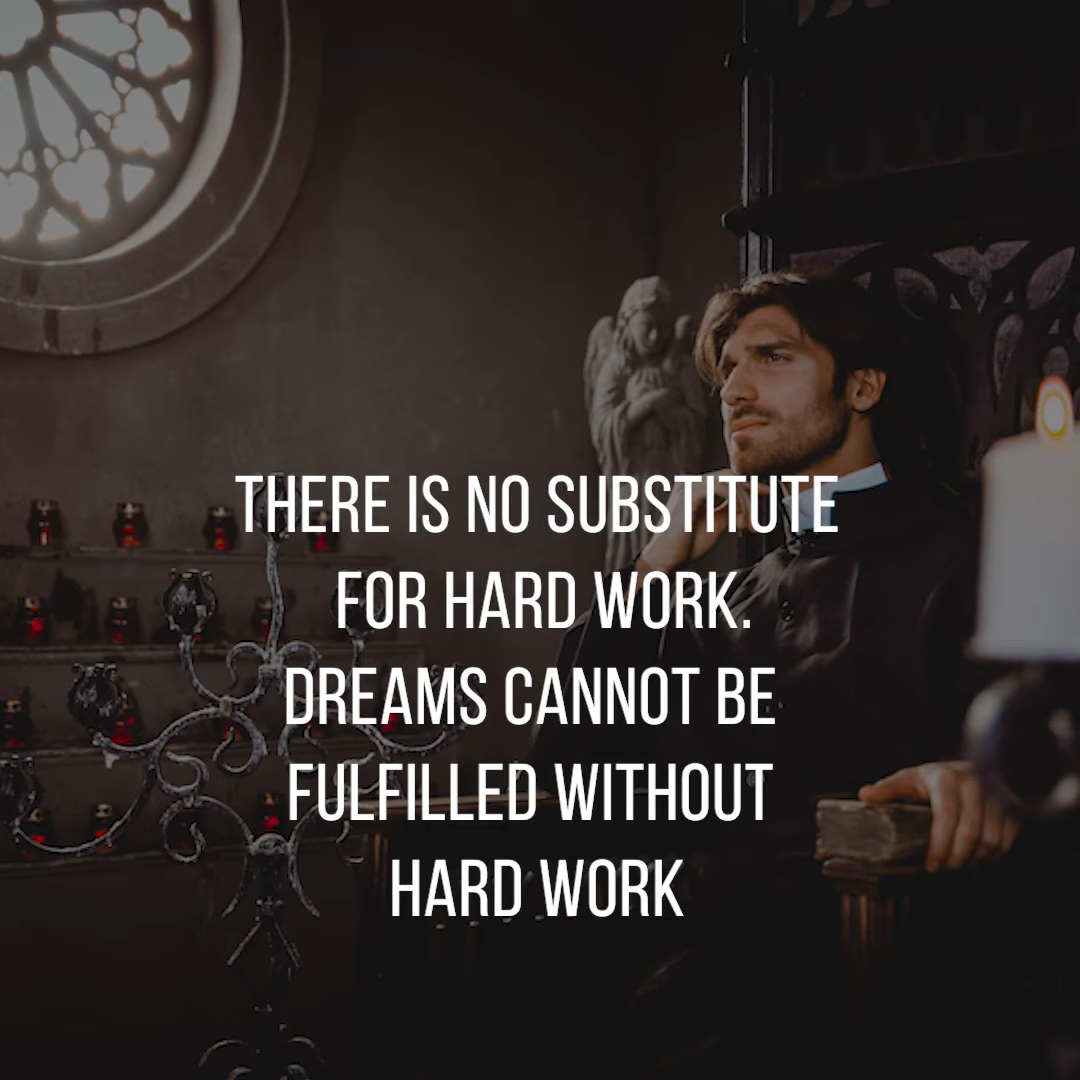 THERE IS NO SUBSTITUTE
FOR HARD WORK.
DREAMS CANNOT BE
FULFILLED WITHOUT
HARD WORK